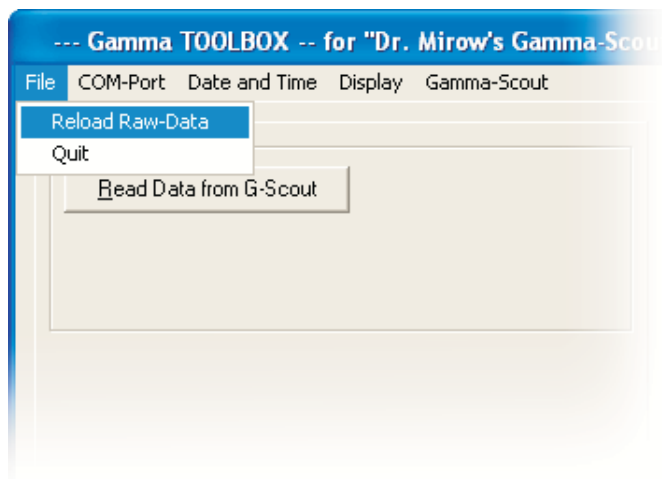 --- Gamma TOOLBOX -- for "Dr. Mirow's Gamma-Scou
File COM-Port Date and Time Display Gamma-Scout
Reload Raw-Data
Quit
Read Data from G-Scout